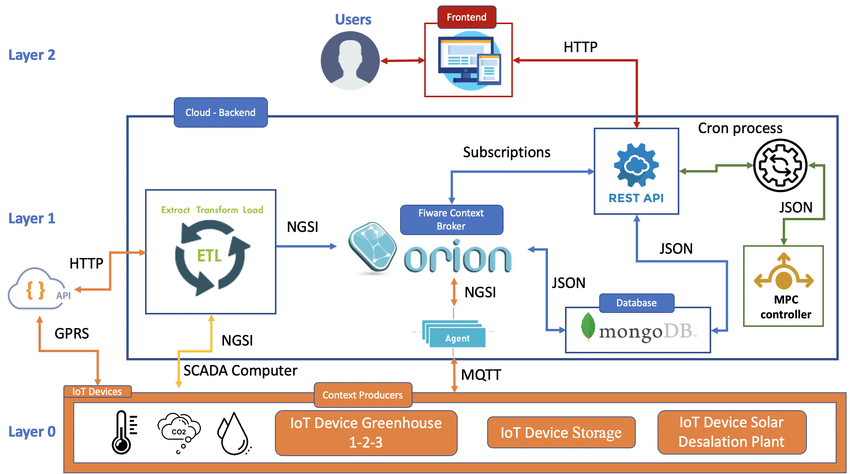 Users
Frontend
Layer 2
HTTP
Cloud - Backend
Cron process
Subscriptions
REST API
Extract Transform Load
ETL
NGSI
Fiware Context
Broker
orion
JSON
Layer 1
HTTP
{ } API
JSON
JSON
NGSI
MPC
controller
Database
mongoDB
GPRS
NGSI
Agent
SCADA Computer
MQTT
IoT Devices
Context Producers
Layer 0
CO2
IoT Device Greenhouse
1-2-3
IoT Device Storage
IoT Device Solar
Desalation Plant